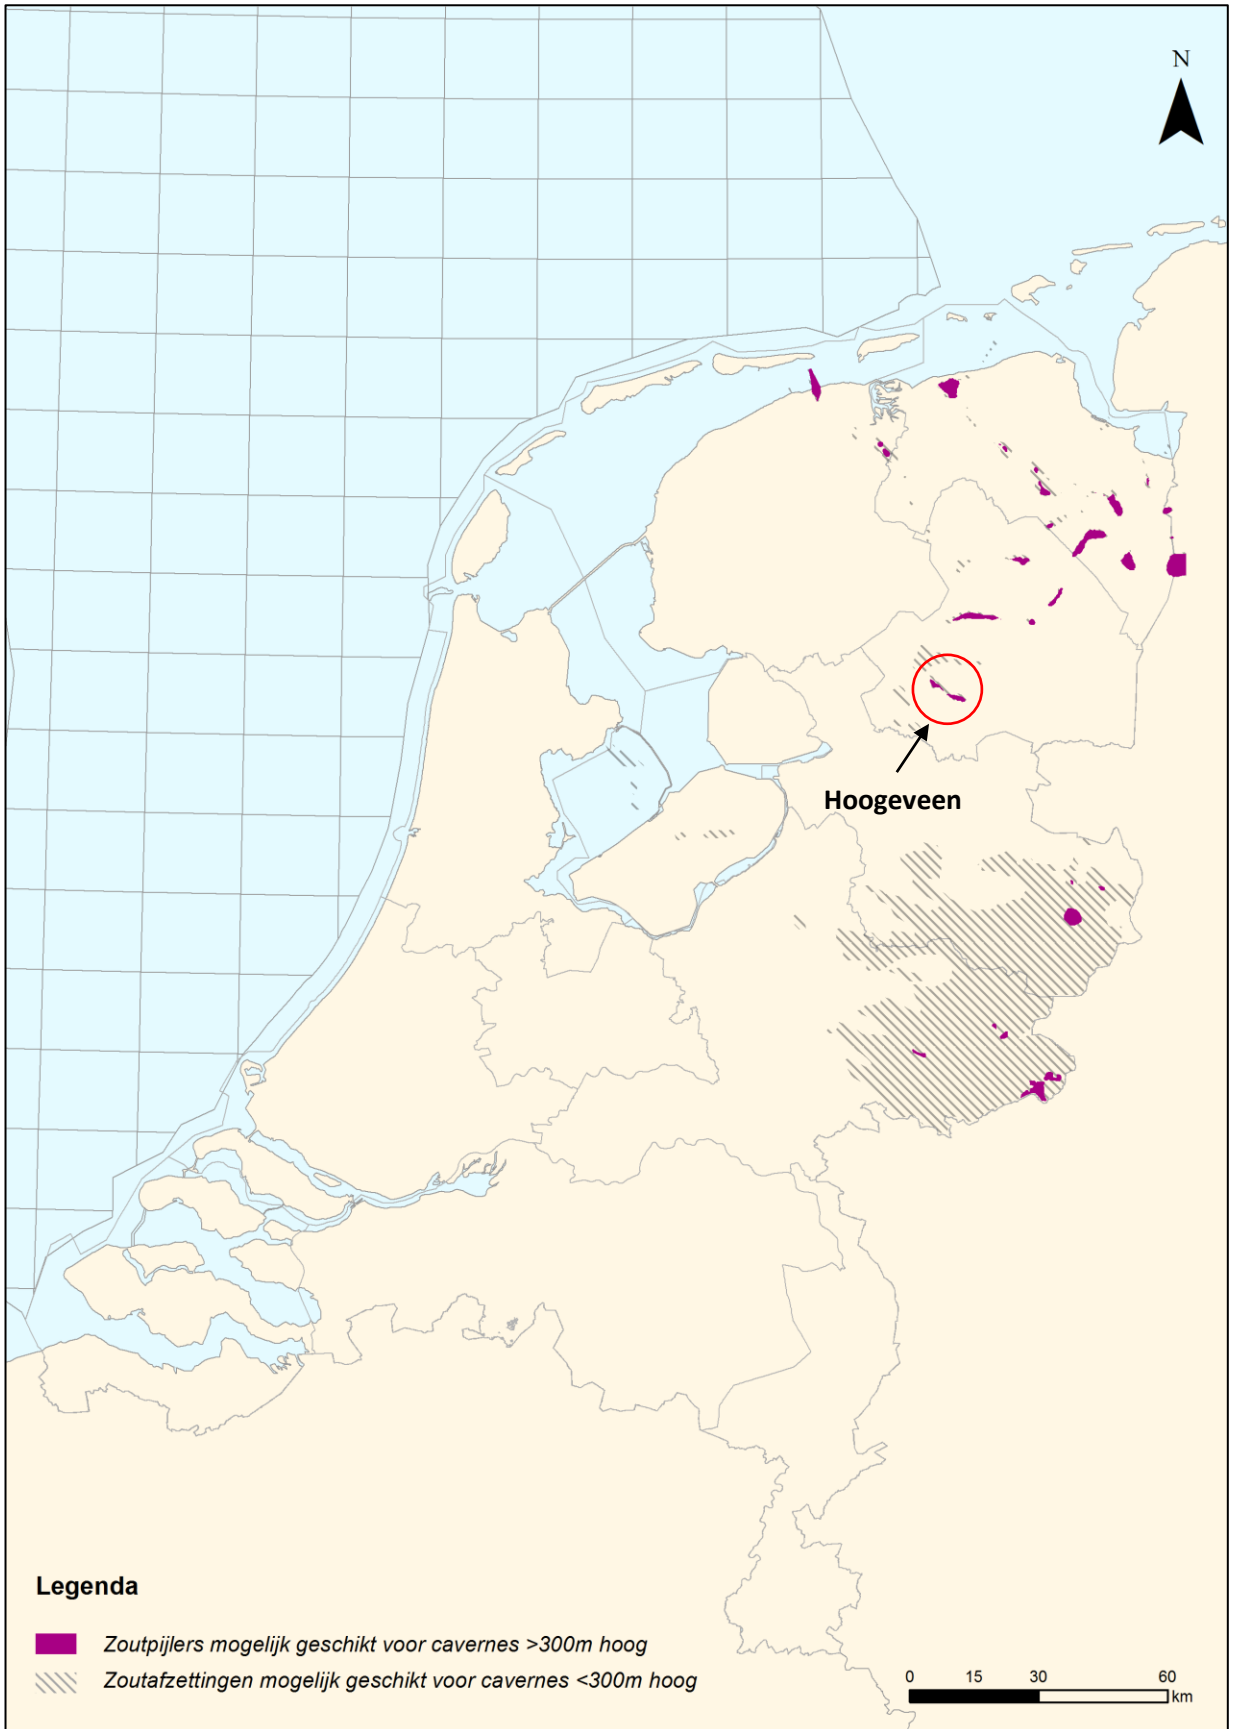 N
Hoogeveen
Legenda
Zoutpijlers mogelijk geschikt voor cavernes >300m hoog
Zoutafzettingen mogelijk geschikt voor cavernes <300m hoog
0 15 30 60
km